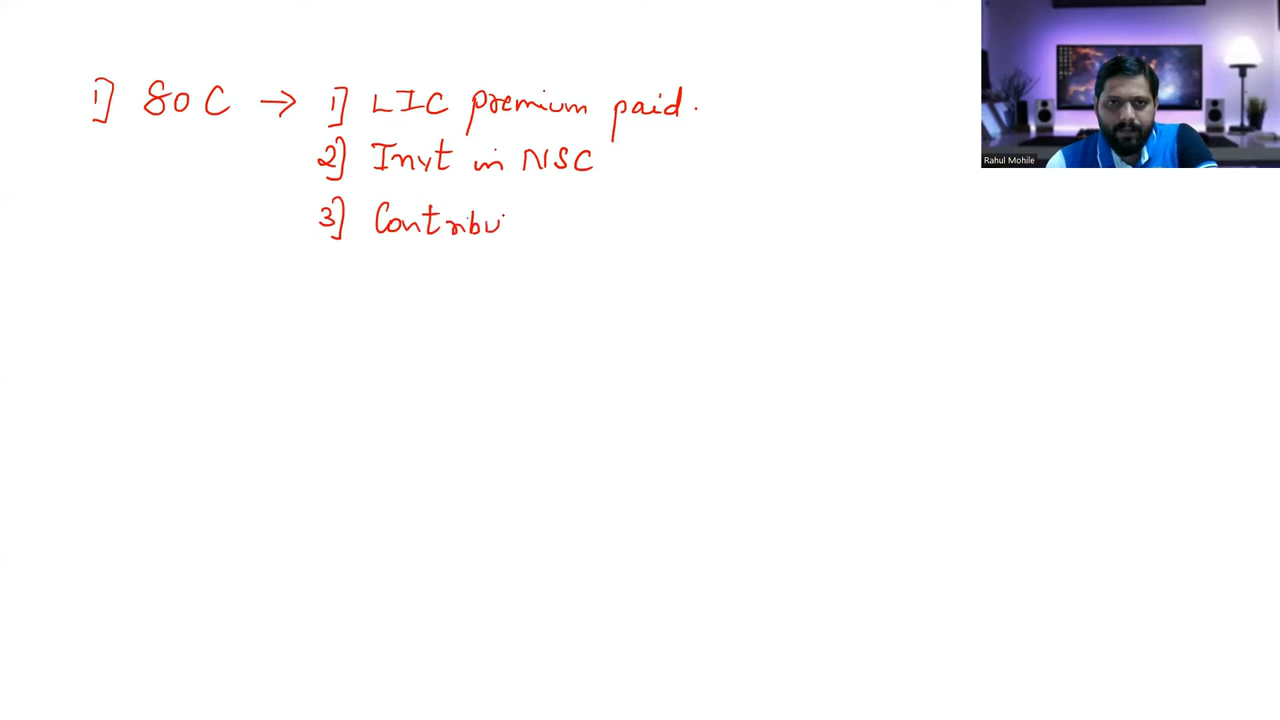 1] 80 C → 1] LIC premium paid.
2] Invt in NSC
3] Contribu
Rahul Mohile